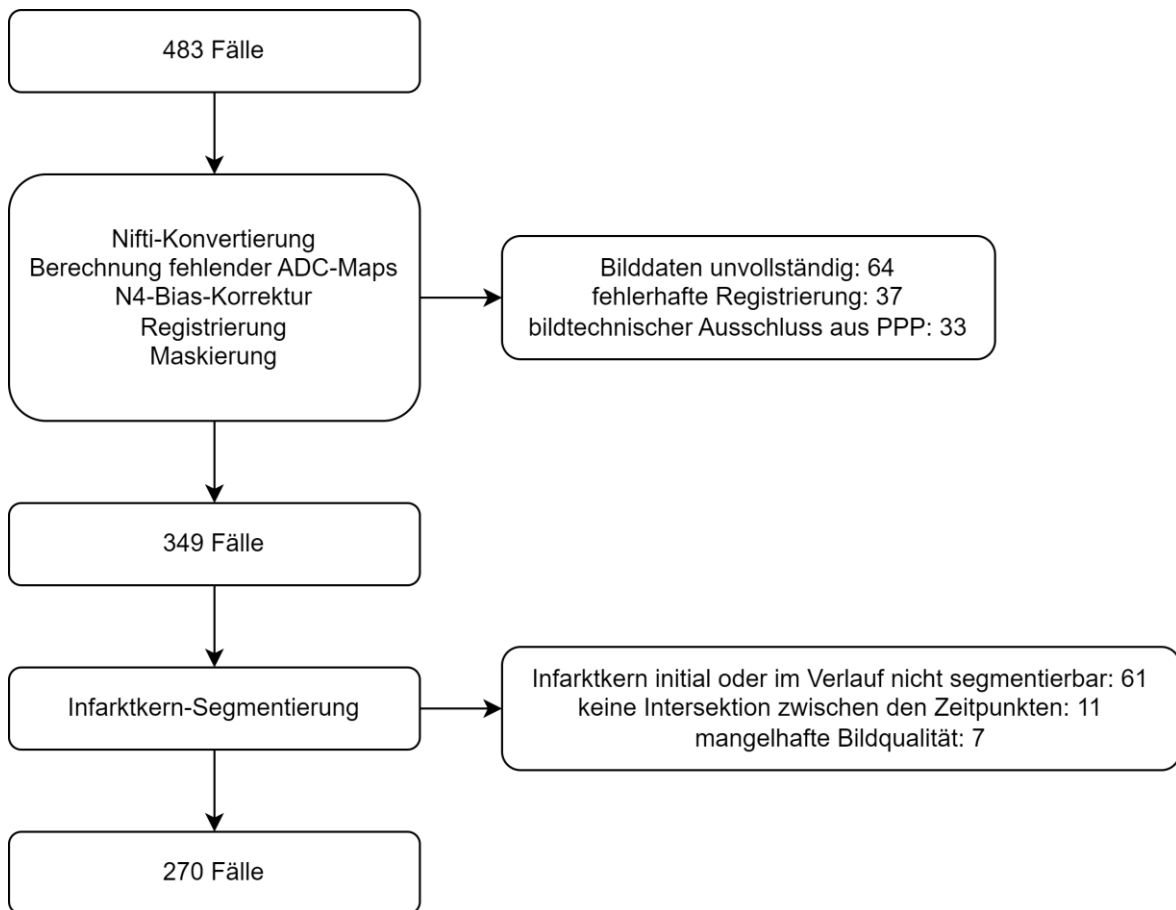 483 Fälle
Nifti-Konvertierung
Berechnung fehlender ADC-Maps
N4-Bias-Korrektur
Registrierung
Maskierung
Bilddaten unvollständig: 64
fehlerhafte Registrierung: 37
bildtechnischer Ausschluss aus PPP: 33
349 Fälle
Infarktkern-Segmentierung
Infarktkern initial oder im Verlauf nicht segmentierbar: 61
keine Intersektion zwischen den Zeitpunkten: 11
mangelhafte Bildqualität: 7
270 Fälle